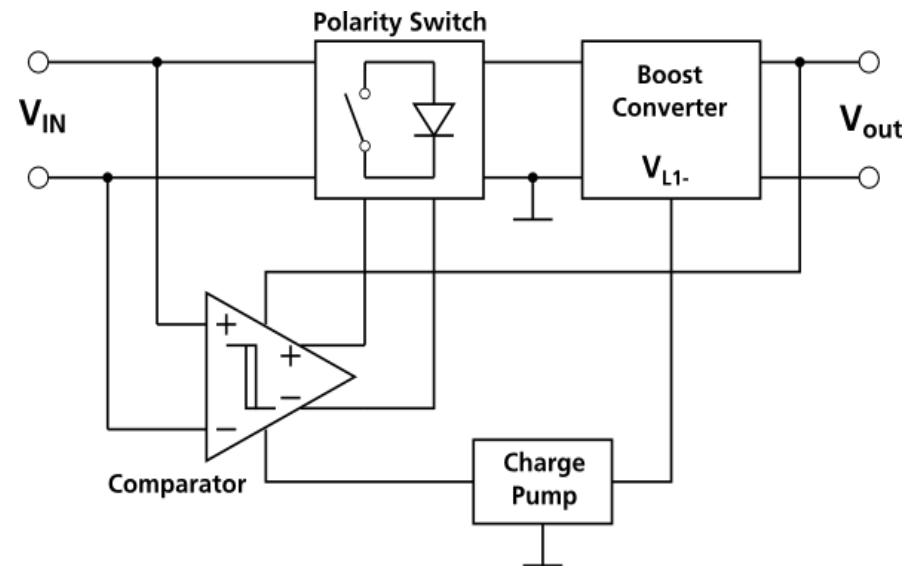 Polarity Switch
Boost
Converter
V_IN
V_out
V_L1-
+
+
−
−
Comparator
Charge
Pump